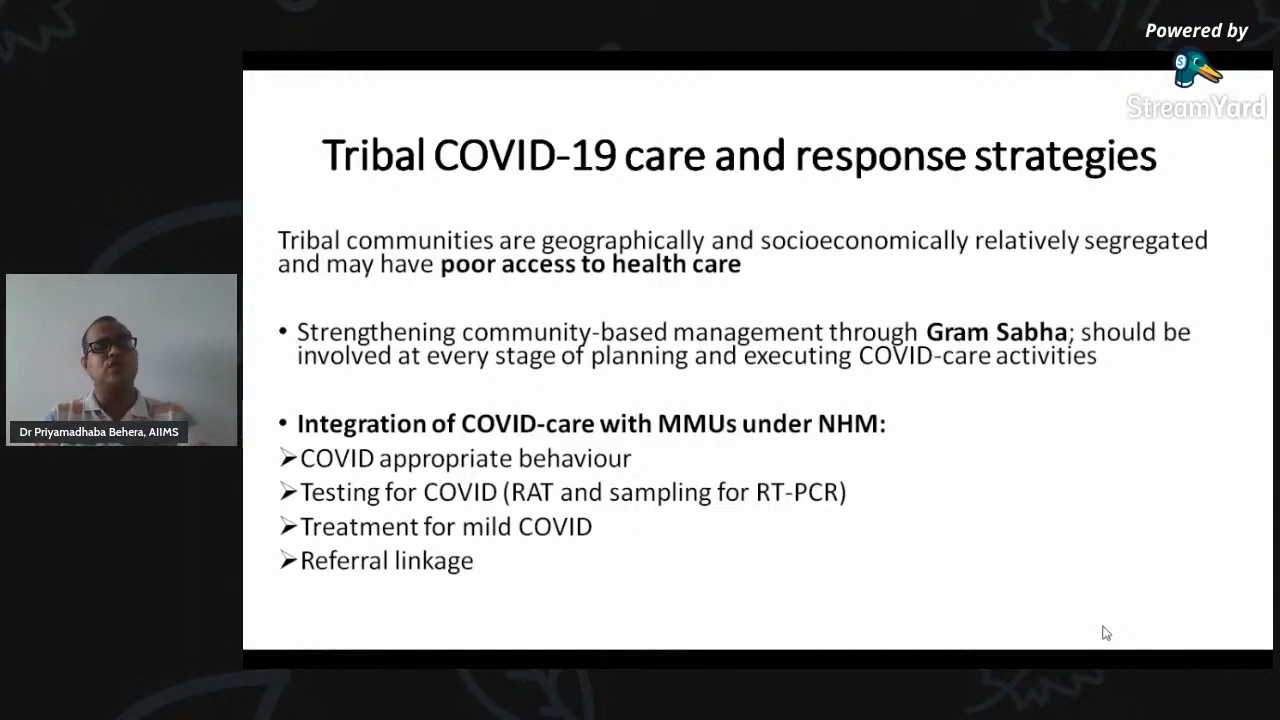 Powered by
StreamYard
Tribal COVID-19 care and response strategies
Tribal communities are geographically and socioeconomically relatively segregated
and may have poor access to health care
• Strengthening community-based management through Gram Sabha; should be
involved at every stage of planning and executing COVID-care activities
• Integration of COVID-care with MMUs under NHM:
➢COVID appropriate behaviour
➢Testing for COVID (RAT and sampling for RT-PCR)
➢Treatment for mild COVID
➢Referral linkage
Dr Priyamadhaba Behera, AIIMS